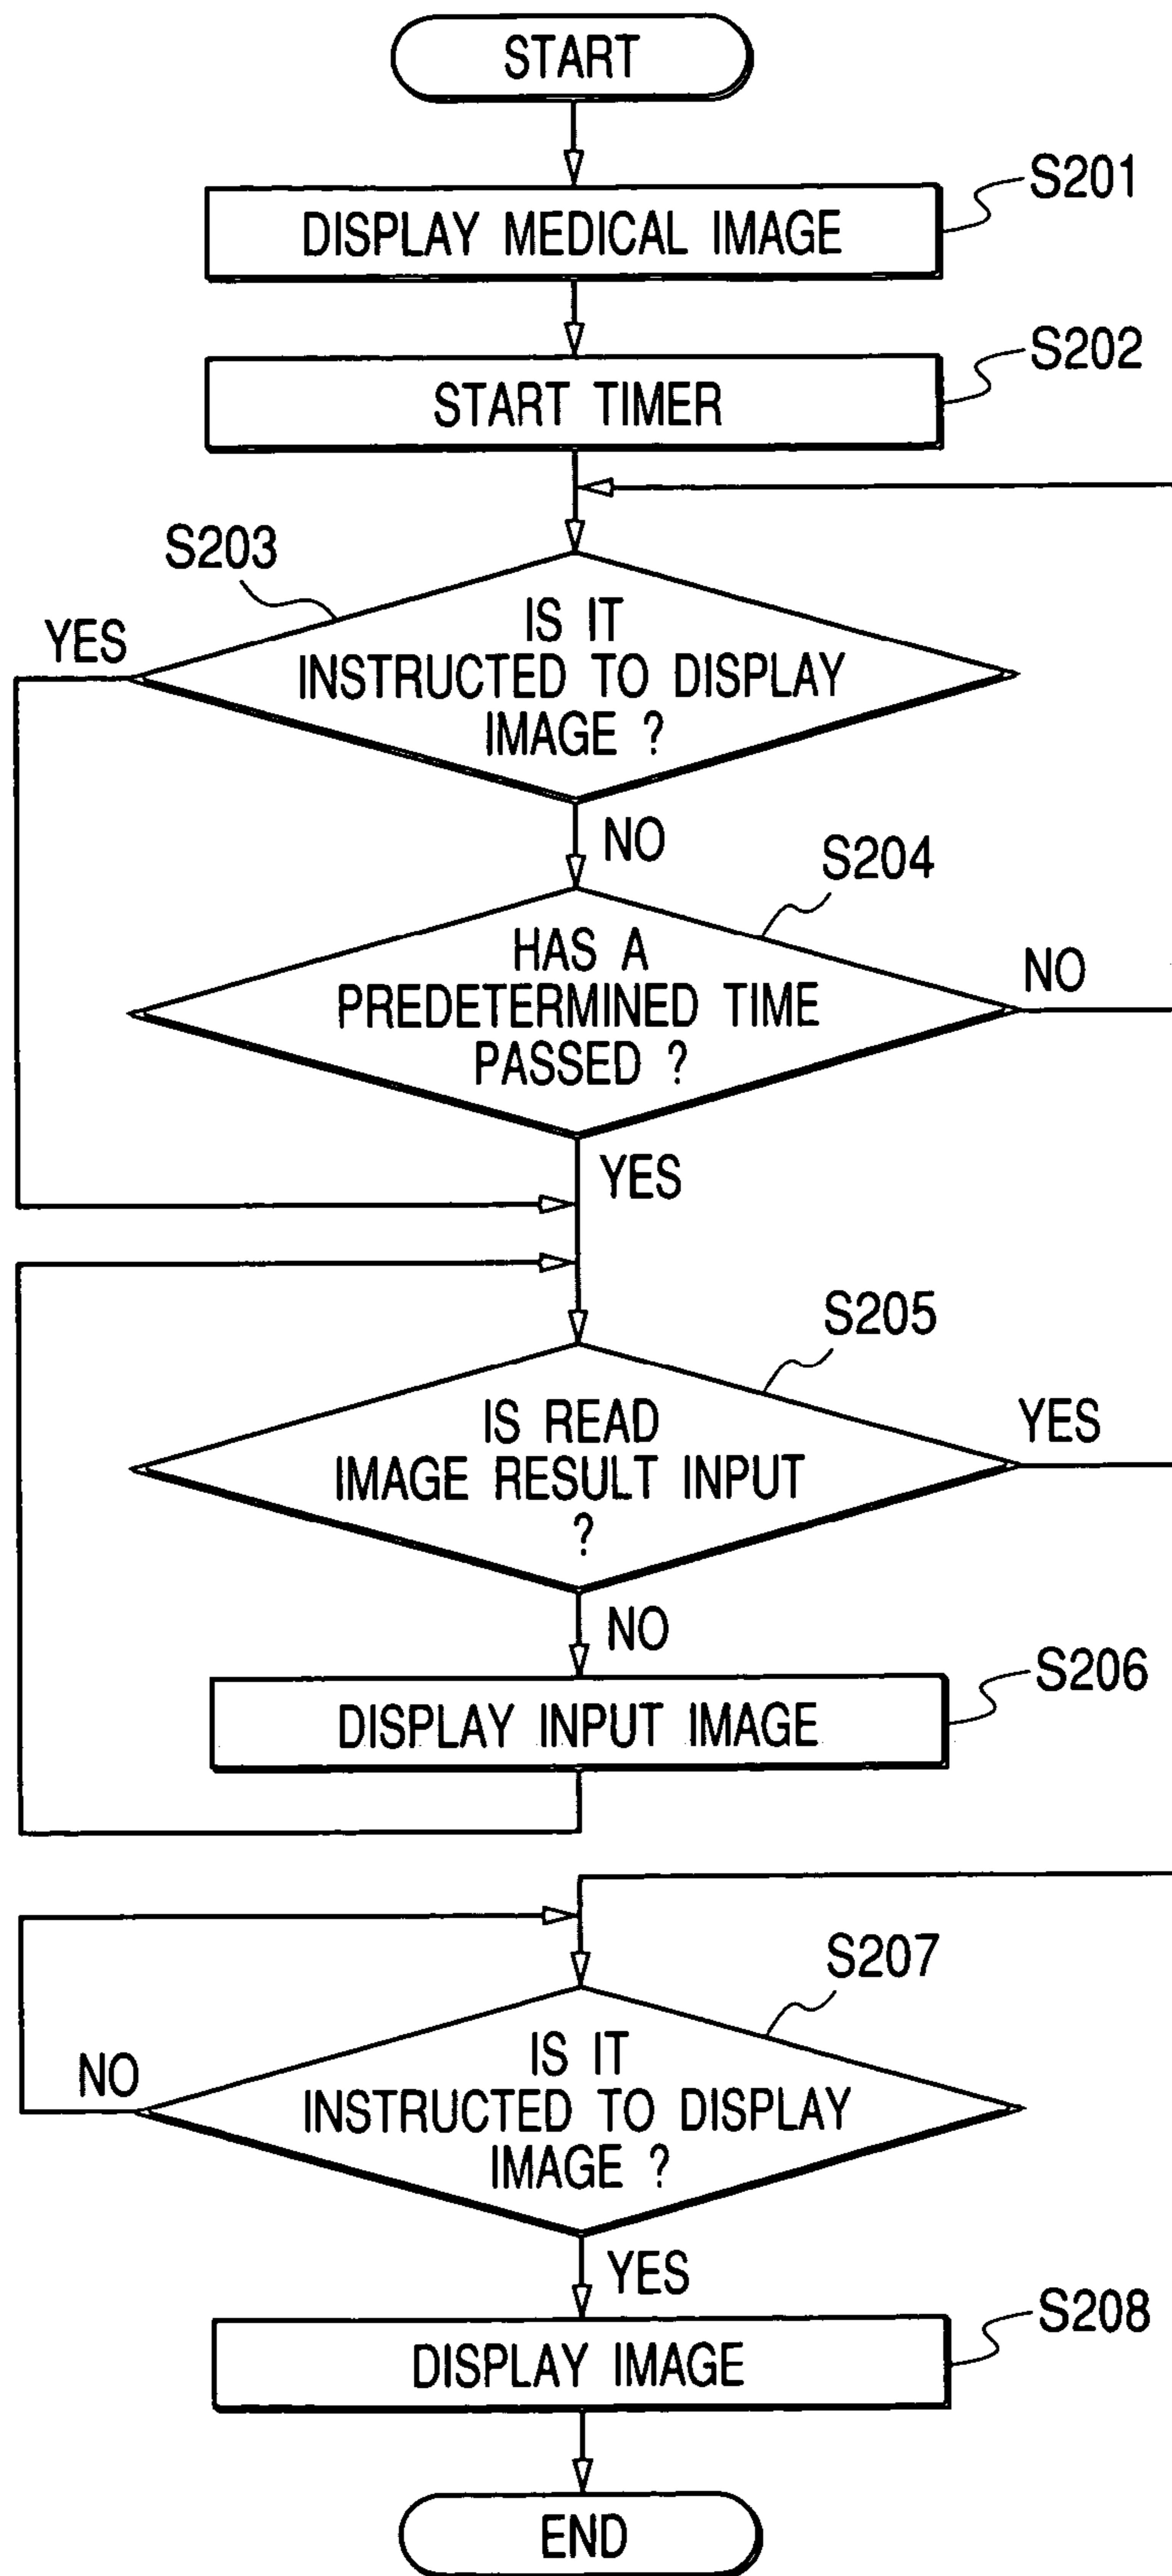 START
S201
DISPLAY MEDICAL IMAGE
S202
START TIMER
S203
YES
IS IT
INSTRUCTED TO DISPLAY
IMAGE ?
NO
S204
HAS A
PREDETERMINED TIME
PASSED ?
NO
YES
S205
IS READ
IMAGE RESULT INPUT
?
YES
NO
S206
DISPLAY INPUT IMAGE
S207
IS IT
INSTRUCTED TO DISPLAY
IMAGE ?
NO
YES
S208
DISPLAY IMAGE
END